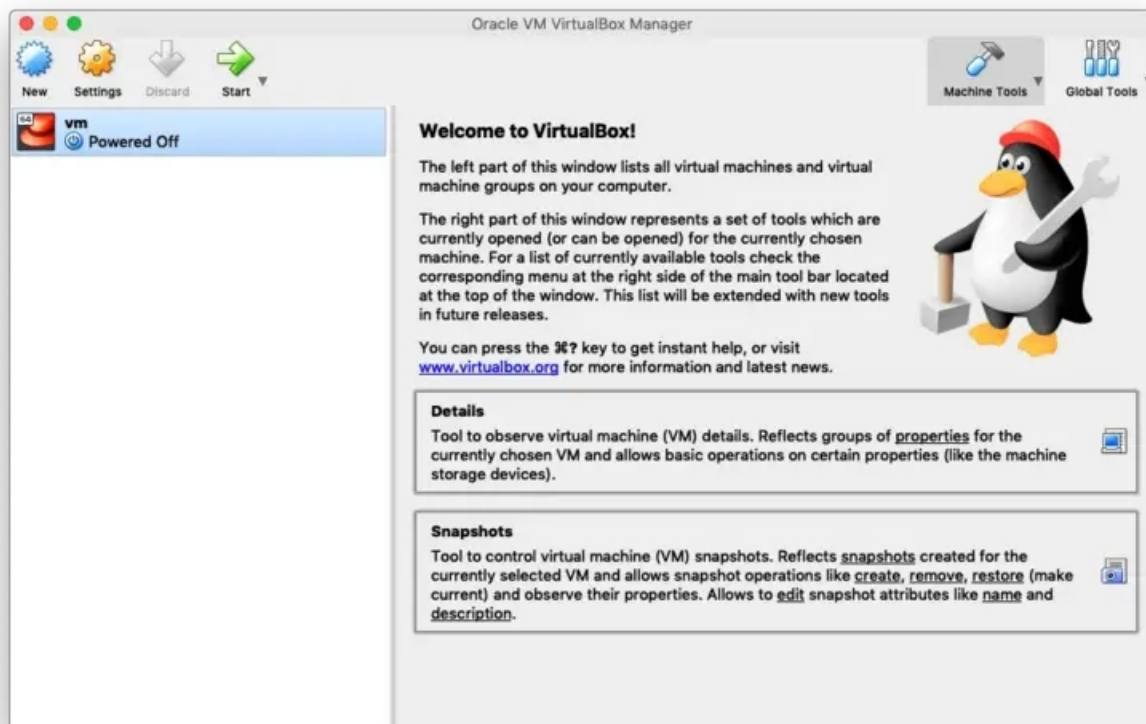 Oracle VM VirtualBox Manager
New
Settings
Discard
Start
Machine Tools
Global Tools
64
vm
Powered Off
Welcome to VirtualBox!
The left part of this window lists all virtual machines and virtual
machine groups on your computer.
The right part of this window represents a set of tools which are
currently opened (or can be opened) for the currently chosen
machine. For a list of currently available tools check the
corresponding menu at the right side of the main tool bar located
at the top of the window. This list will be extended with new tools
in future releases.
You can press the ⌘? key to get instant help, or visit
www.virtualbox.org for more information and latest news.
Details
Tool to observe virtual machine (VM) details. Reflects groups of properties for the
currently chosen VM and allows basic operations on certain properties (like the machine
storage devices).
Snapshots
Tool to control virtual machine (VM) snapshots. Reflects snapshots created for the
currently selected VM and allows snapshot operations like create, remove, restore (make
current) and observe their properties. Allows to edit snapshot attributes like name and
description.